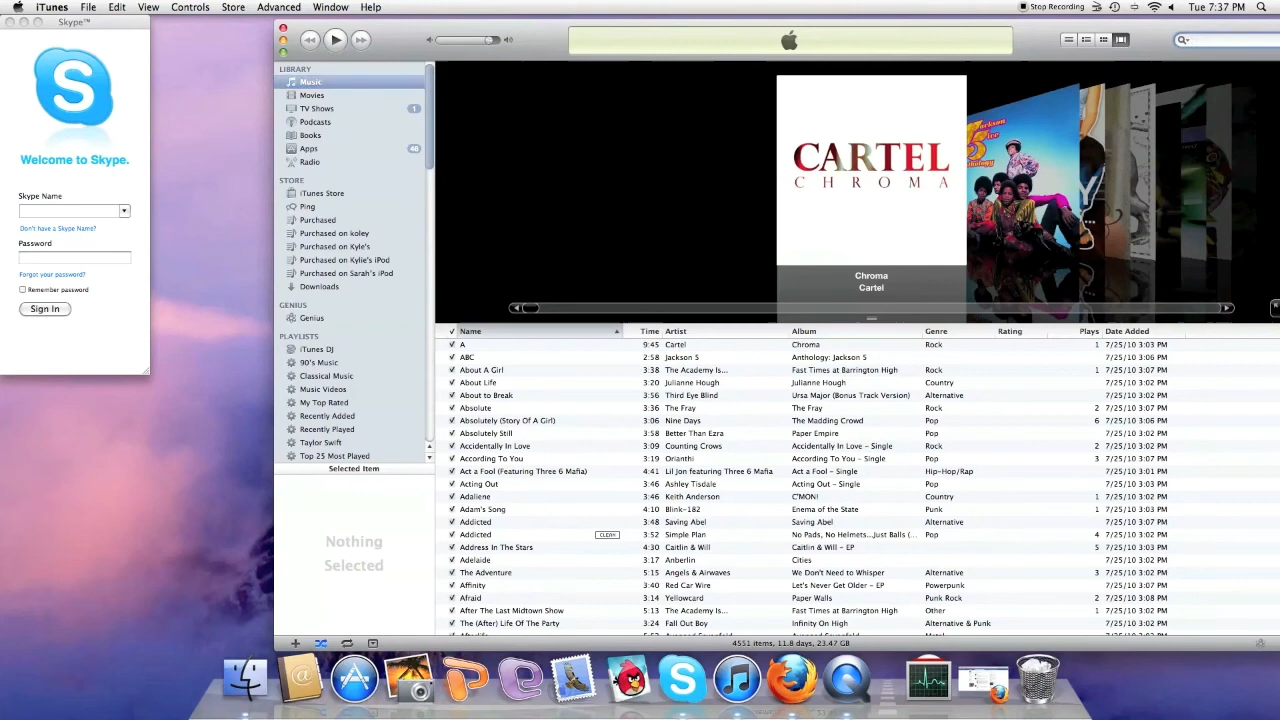 iTunes File Edit View Controls Store Advanced Window Help
Stop Recording
Tue 7:37 PM
Skype™
S
Welcome to Skype.
Skype Name
Don't have a Skype Name?
Password
Forgot your password?
Remember password
Sign In
LIBRARY
Music
Movies
TV Shows 1
Podcasts
Books
Apps 46
Radio
STORE
iTunes Store
Ping
Purchased
Purchased on koley
Purchased on Kyle's
Purchased on Kylie's iPod
Purchased on Sarah's iPod
Downloads
GENIUS
Genius
PLAYLISTS
iTunes DJ
90's Music
Classical Music
Music Videos
My Top Rated
Recently Added
Recently Played
Taylor Swift
Top 25 Most Played
Selected Item
Nothing
Selected
CARTEL
CHROMA
Chroma
Cartel
Name Time Artist Album Genre Rating Plays Date Added
A 9:45 Cartel Chroma Rock 1 7/25/10 3:03 PM
ABC 2:58 Jackson 5 Anthology: Jackson 5 7/25/10 3:06 PM
About A Girl 3:38 The Academy Is... Fast Times at Barrington High Rock 1 7/25/10 3:07 PM
About Life 3:20 Julianne Hough Julianne Hough Country 7/25/10 3:02 PM
About to Break 3:56 Third Eye Blind Ursa Major (Bonus Track Version) Alternative 7/25/10 3:02 PM
Absolute 3:36 The Fray The Fray Rock 2 7/25/10 3:07 PM
Absolutely (Story Of A Girl) 3:06 Nine Days The Madding Crowd Pop 6 7/25/10 3:06 PM
Absolutely Still 3:58 Better Than Ezra Paper Empire Pop 7/25/10 3:02 PM
Accidentally In Love 3:09 Counting Crows Accidentally In Love - Single Rock 2 7/25/10 3:02 PM
According To You 3:19 Orianthi According To You - Single Pop 3 7/25/10 3:07 PM
Act a Fool (Featuring Three 6 Mafia) 4:41 Lil Jon featuring Three 6 Mafia Act a Fool - Single Hip-Hop/Rap 7/25/10 3:01 PM
Acting Out 3:46 Ashley Tisdale Acting Out - Single Pop 7/25/10 3:02 PM
Adaliene 3:46 Keith Anderson C'MON! Country 1 7/25/10 3:02 PM
Adam's Song 4:10 Blink-182 Enema of the State Punk 1 7/25/10 3:02 PM
Addicted 3:48 Saving Abel Saving Abel Alternative 7/25/10 3:07 PM
Addicted CLEAN 3:52 Simple Plan No Pads, No Helmets...Just Balls (... Pop 4 7/25/10 3:02 PM
Address In The Stars 4:30 Caitlin & Will Caitlin & Will - EP 5 7/25/10 3:03 PM
Adelaide 3:17 Anberlin Cities 7/25/10 3:02 PM
The Adventure 5:15 Angels & Airwaves We Don't Need to Whisper Alternative 3 7/25/10 3:02 PM
Affinity 3:40 Red Car Wire Let's Never Get Older - EP Powerpunk 7/25/10 3:07 PM
Afraid 3:14 Yellowcard Paper Walls Punk Rock 2 7/25/10 3:08 PM
After The Last Midtown Show 5:13 The Academy Is... Fast Times at Barrington High Other 1 7/25/10 3:02 PM
The (After) Life Of The Party 3:24 Fall Out Boy Infinity On High Alternative & Punk 7/25/10 3:02 PM
4551 items, 11.8 days, 23.47 GB